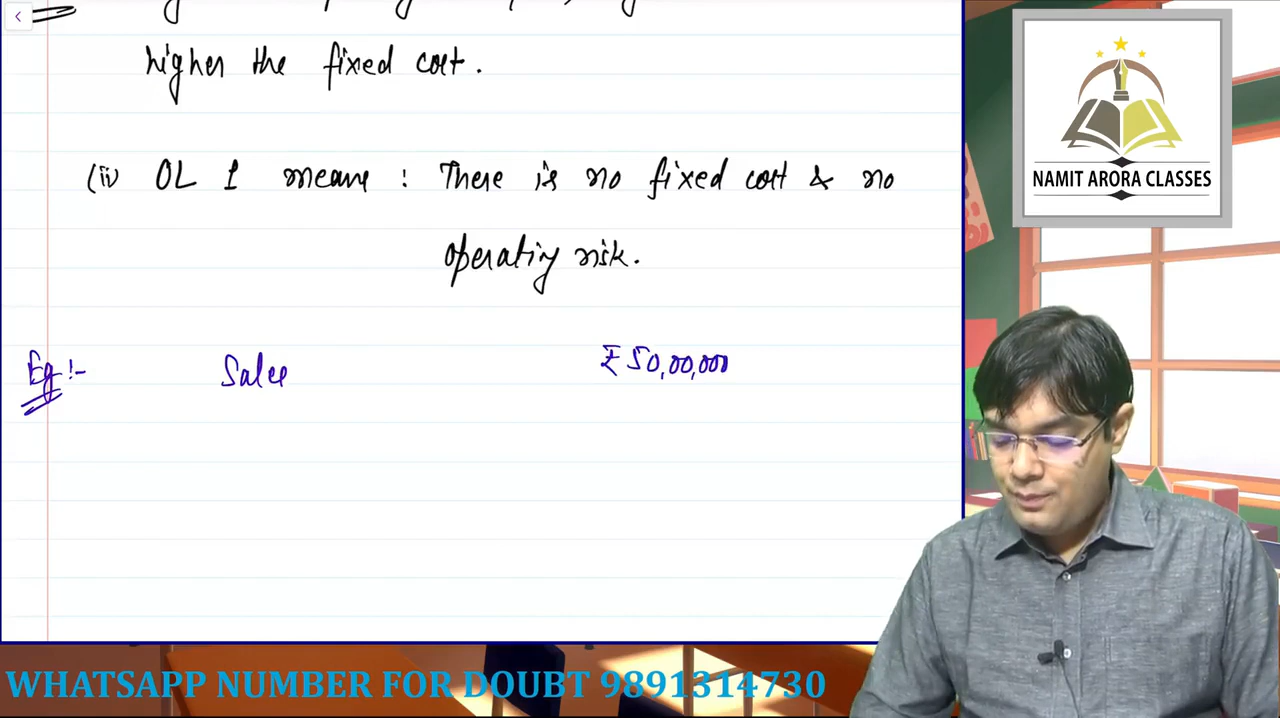 higher the fixed cost.
(ii) OL 1 means : There is no fixed cost & no
operating risk.
Eg :- Sales ₹ 50,00,000
NAMIT ARORA CLASSES
WHATSAPP NUMBER FOR DOUBT 9891314730